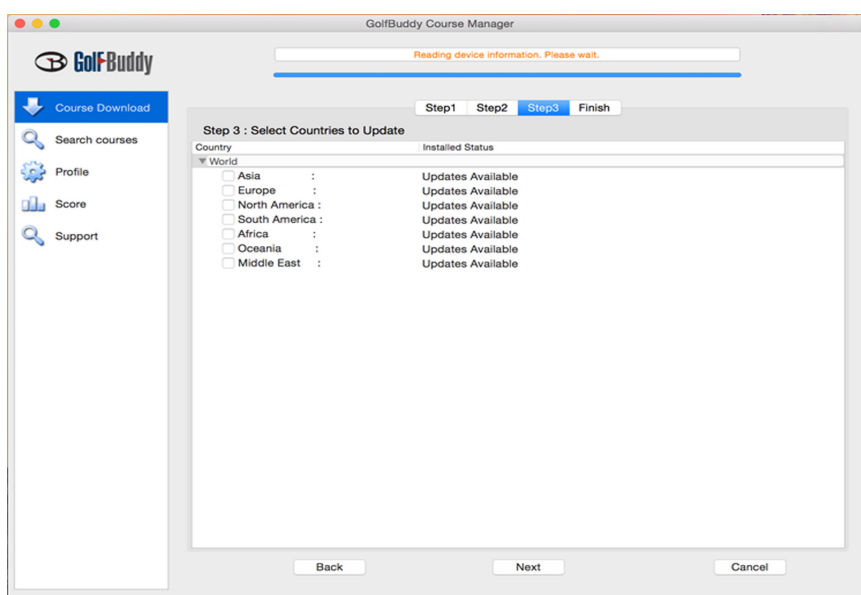 GolfBuddy Course Manager
GolfBuddy
Reading device information. Please wait.
Course Download
Search courses
Profile
Score
Support
Step1 Step2 Step3 Finish
Step 3 : Select Countries to Update
Country Installed Status
World
Asia : Updates Available
Europe : Updates Available
North America : Updates Available
South America : Updates Available
Africa : Updates Available
Oceania : Updates Available
Middle East : Updates Available
Back Next Cancel